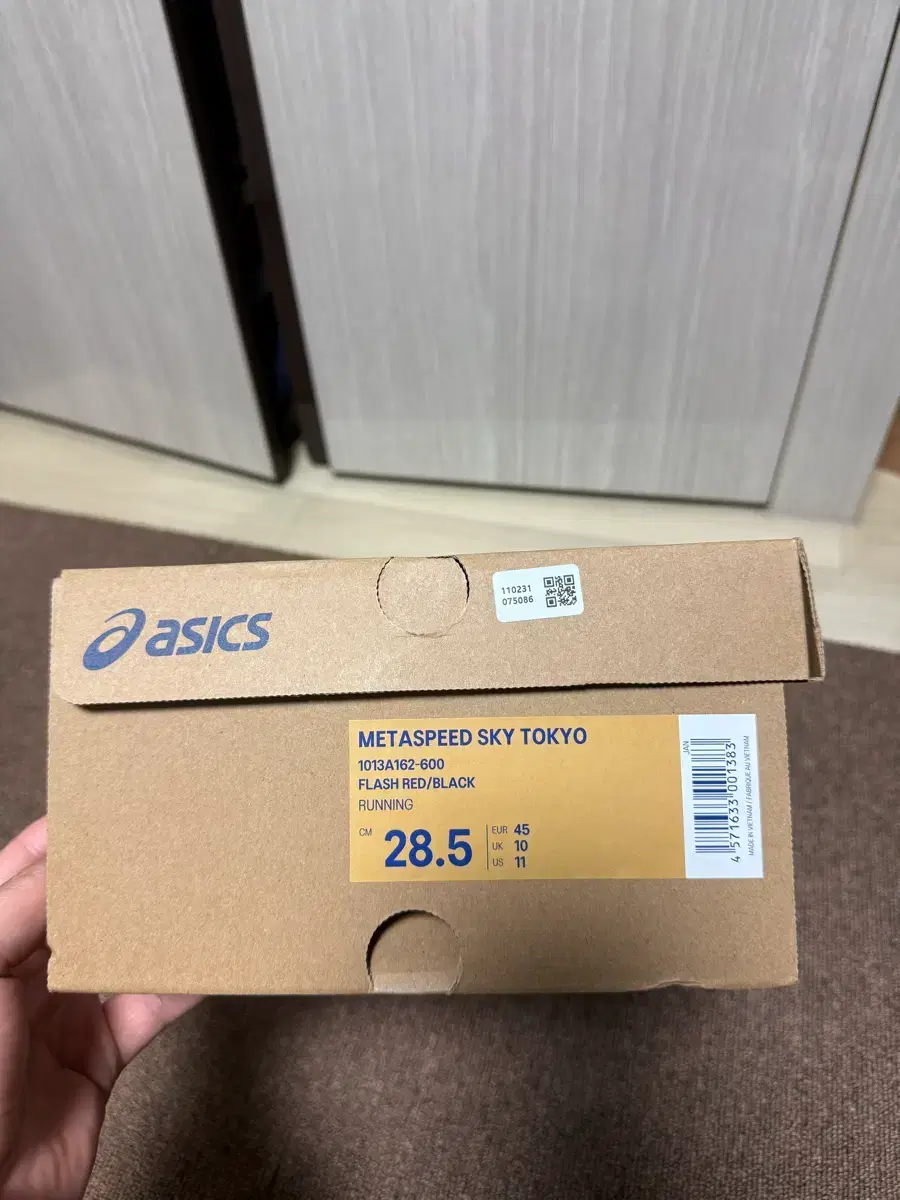 asics
110231
075086
METASPEED SKY TOKYO
1013A162-600
FLASH RED/BLACK
RUNNING
CM 28.5
EUR 45
UK 10
US 11
JAN
4 571633 001383
MADE IN VIETNAM / FABRIQUÉ AU VIETNAM